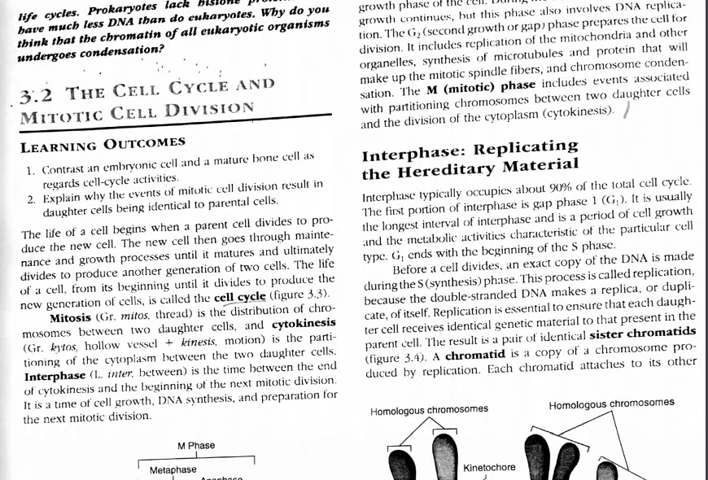 life cycles. Prokaryotes lack histone
have much less DNA than do eukaryotes. Why do you
think that the chromatin of all eukaryotic organisms
undergoes condensation?
3.2 THE CELL CYCLE AND
MITOTIC CELL DIVISION
LEARNING OUTCOMES
1. Contrast an embryonic cell and a mature bone cell as
regards cell-cycle activities.
2. Explain why the events of mitotic cell division result in
daughter cells being identical to parental cells.
The life of a cell begins when a parent cell divides to pro-
duce the new cell. The new cell then goes through mainte-
nance and growth processes until it matures and ultimately
divides to produce another generation of two cells. The life
of a cell, from its beginning until it divides to produce the
new generation of cells, is called the cell cycle (figure 3.3).
Mitosis (Gr. mitos, thread) is the distribution of chro-
mosomes between two daughter cells, and cytokinesis
(Gr. kytos, hollow vessel + kinesis, motion) is the parti-
tioning of the cytoplasm between the two daughter cells.
Interphase (L. inter, between) is the time between the end
of cytokinesis and the beginning of the next mitotic division.
It is a time of cell growth, DNA synthesis, and preparation for
the next mitotic division.
M Phase
Metaphase
growth phase of the cell. During
growth continues, but this phase also involves DNA replica-
tion. The G₂ (second growth or gap) phase prepares the cell for
division. It includes replication of the mitochondria and other
organelles, synthesis of microtubules and protein that will
make up the mitotic spindle fibers, and chromosome conden-
sation. The M (mitotic) phase includes events associated
with partitioning chromosomes between two daughter cells
and the division of the cytoplasm (cytokinesis).
Interphase: Replicating
the Hereditary Material
Interphase typically occupies about 90% of the total cell cycle.
The first portion of interphase is gap phase 1 (G₁). It is usually
the longest interval of interphase and is a period of cell growth
and the metabolic activities characteristic of the particular cell
type. G₁ ends with the beginning of the S phase.
Before a cell divides, an exact copy of the DNA is made
during the S (synthesis) phase. This process is called replication,
because the double-stranded DNA makes a replica, or dupli-
cate, of itself. Replication is essential to ensure that each daugh-
ter cell receives identical genetic material to that present in the
parent cell. The result is a pair of identical sister chromatids
(figure 3.4). A chromatid is a copy of a chromosome pro-
duced by replication. Each chromatid attaches to its other
Homologous chromosomes
Homologous chromosomes
Kinetochore